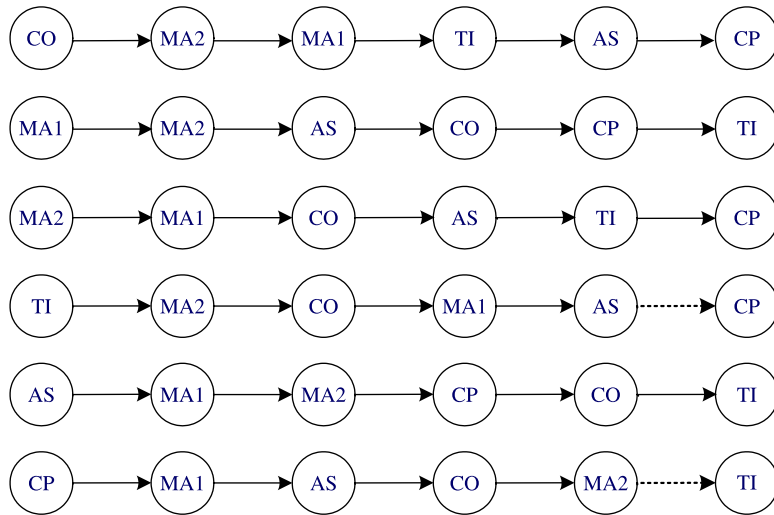 CO MA2 MA1 TI AS CP
MA1 MA2 AS CO CP TI
MA2 MA1 CO AS TI CP
TI MA2 CO MA1 AS CP
AS MA1 MA2 CP CO TI
CP MA1 AS CO MA2 TI